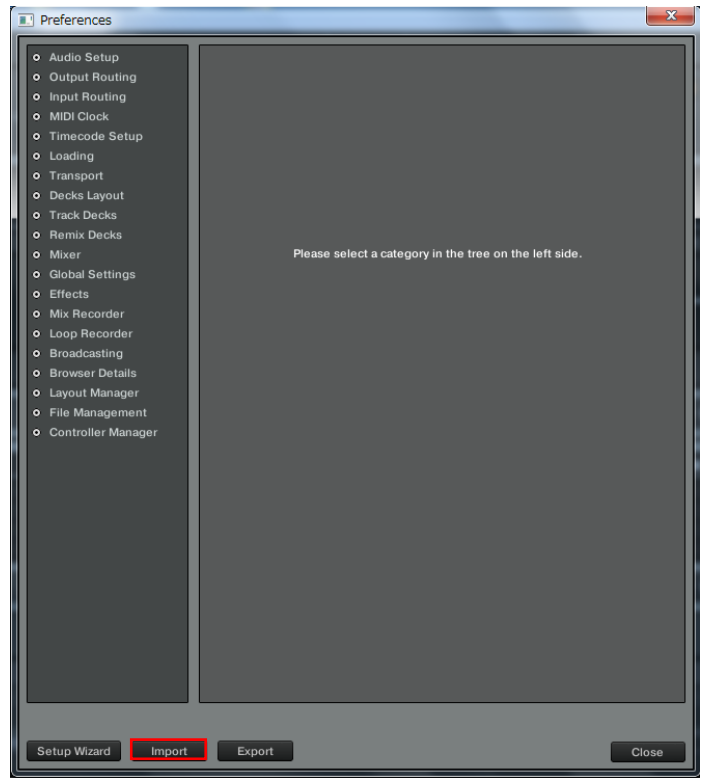 Preferences
Audio Setup
Output Routing
Input Routing
MIDI Clock
Timecode Setup
Loading
Transport
Decks Layout
Track Decks
Remix Decks
Mixer
Global Settings
Effects
Mix Recorder
Loop Recorder
Broadcasting
Browser Details
Layout Manager
File Management
Controller Manager
Please select a category in the tree on the left side.
Setup Wizard Import Export Close